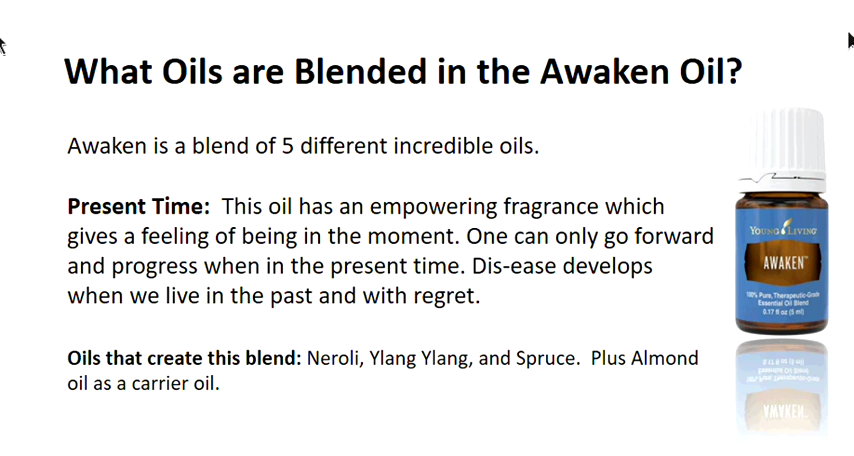 What Oils are Blended in the Awaken Oil?
Awaken is a blend of 5 different incredible oils.
Present Time: This oil has an empowering fragrance which
gives a feeling of being in the moment. One can only go forward
and progress when in the present time. Dis-ease develops
when we live in the past and with regret.
Oils that create this blend: Neroli, Ylang Ylang, and Spruce. Plus Almond
oil as a carrier oil.
YOUNG LIVING
AWAKEN™
100% Pure, Therapeutic-Grade
Essential Oil Blend
0.17 fl oz (5 ml)